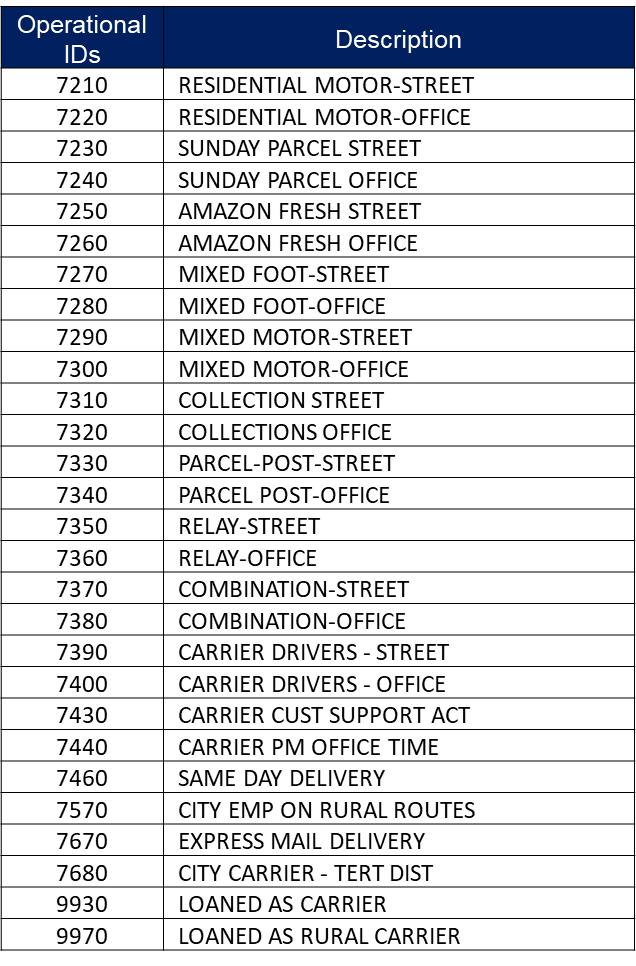 Operational IDs Description
7210 RESIDENTIAL MOTOR-STREET
7220 RESIDENTIAL MOTOR-OFFICE
7230 SUNDAY PARCEL STREET
7240 SUNDAY PARCEL OFFICE
7250 AMAZON FRESH STREET
7260 AMAZON FRESH OFFICE
7270 MIXED FOOT-STREET
7280 MIXED FOOT-OFFICE
7290 MIXED MOTOR-STREET
7300 MIXED MOTOR-OFFICE
7310 COLLECTION STREET
7320 COLLECTIONS OFFICE
7330 PARCEL-POST-STREET
7340 PARCEL POST-OFFICE
7350 RELAY-STREET
7360 RELAY-OFFICE
7370 COMBINATION-STREET
7380 COMBINATION-OFFICE
7390 CARRIER DRIVERS - STREET
7400 CARRIER DRIVERS - OFFICE
7430 CARRIER CUST SUPPORT ACT
7440 CARRIER PM OFFICE TIME
7460 SAME DAY DELIVERY
7570 CITY EMP ON RURAL ROUTES
7670 EXPRESS MAIL DELIVERY
7680 CITY CARRIER - TERT DIST
9930 LOANED AS CARRIER
9970 LOANED AS RURAL CARRIER